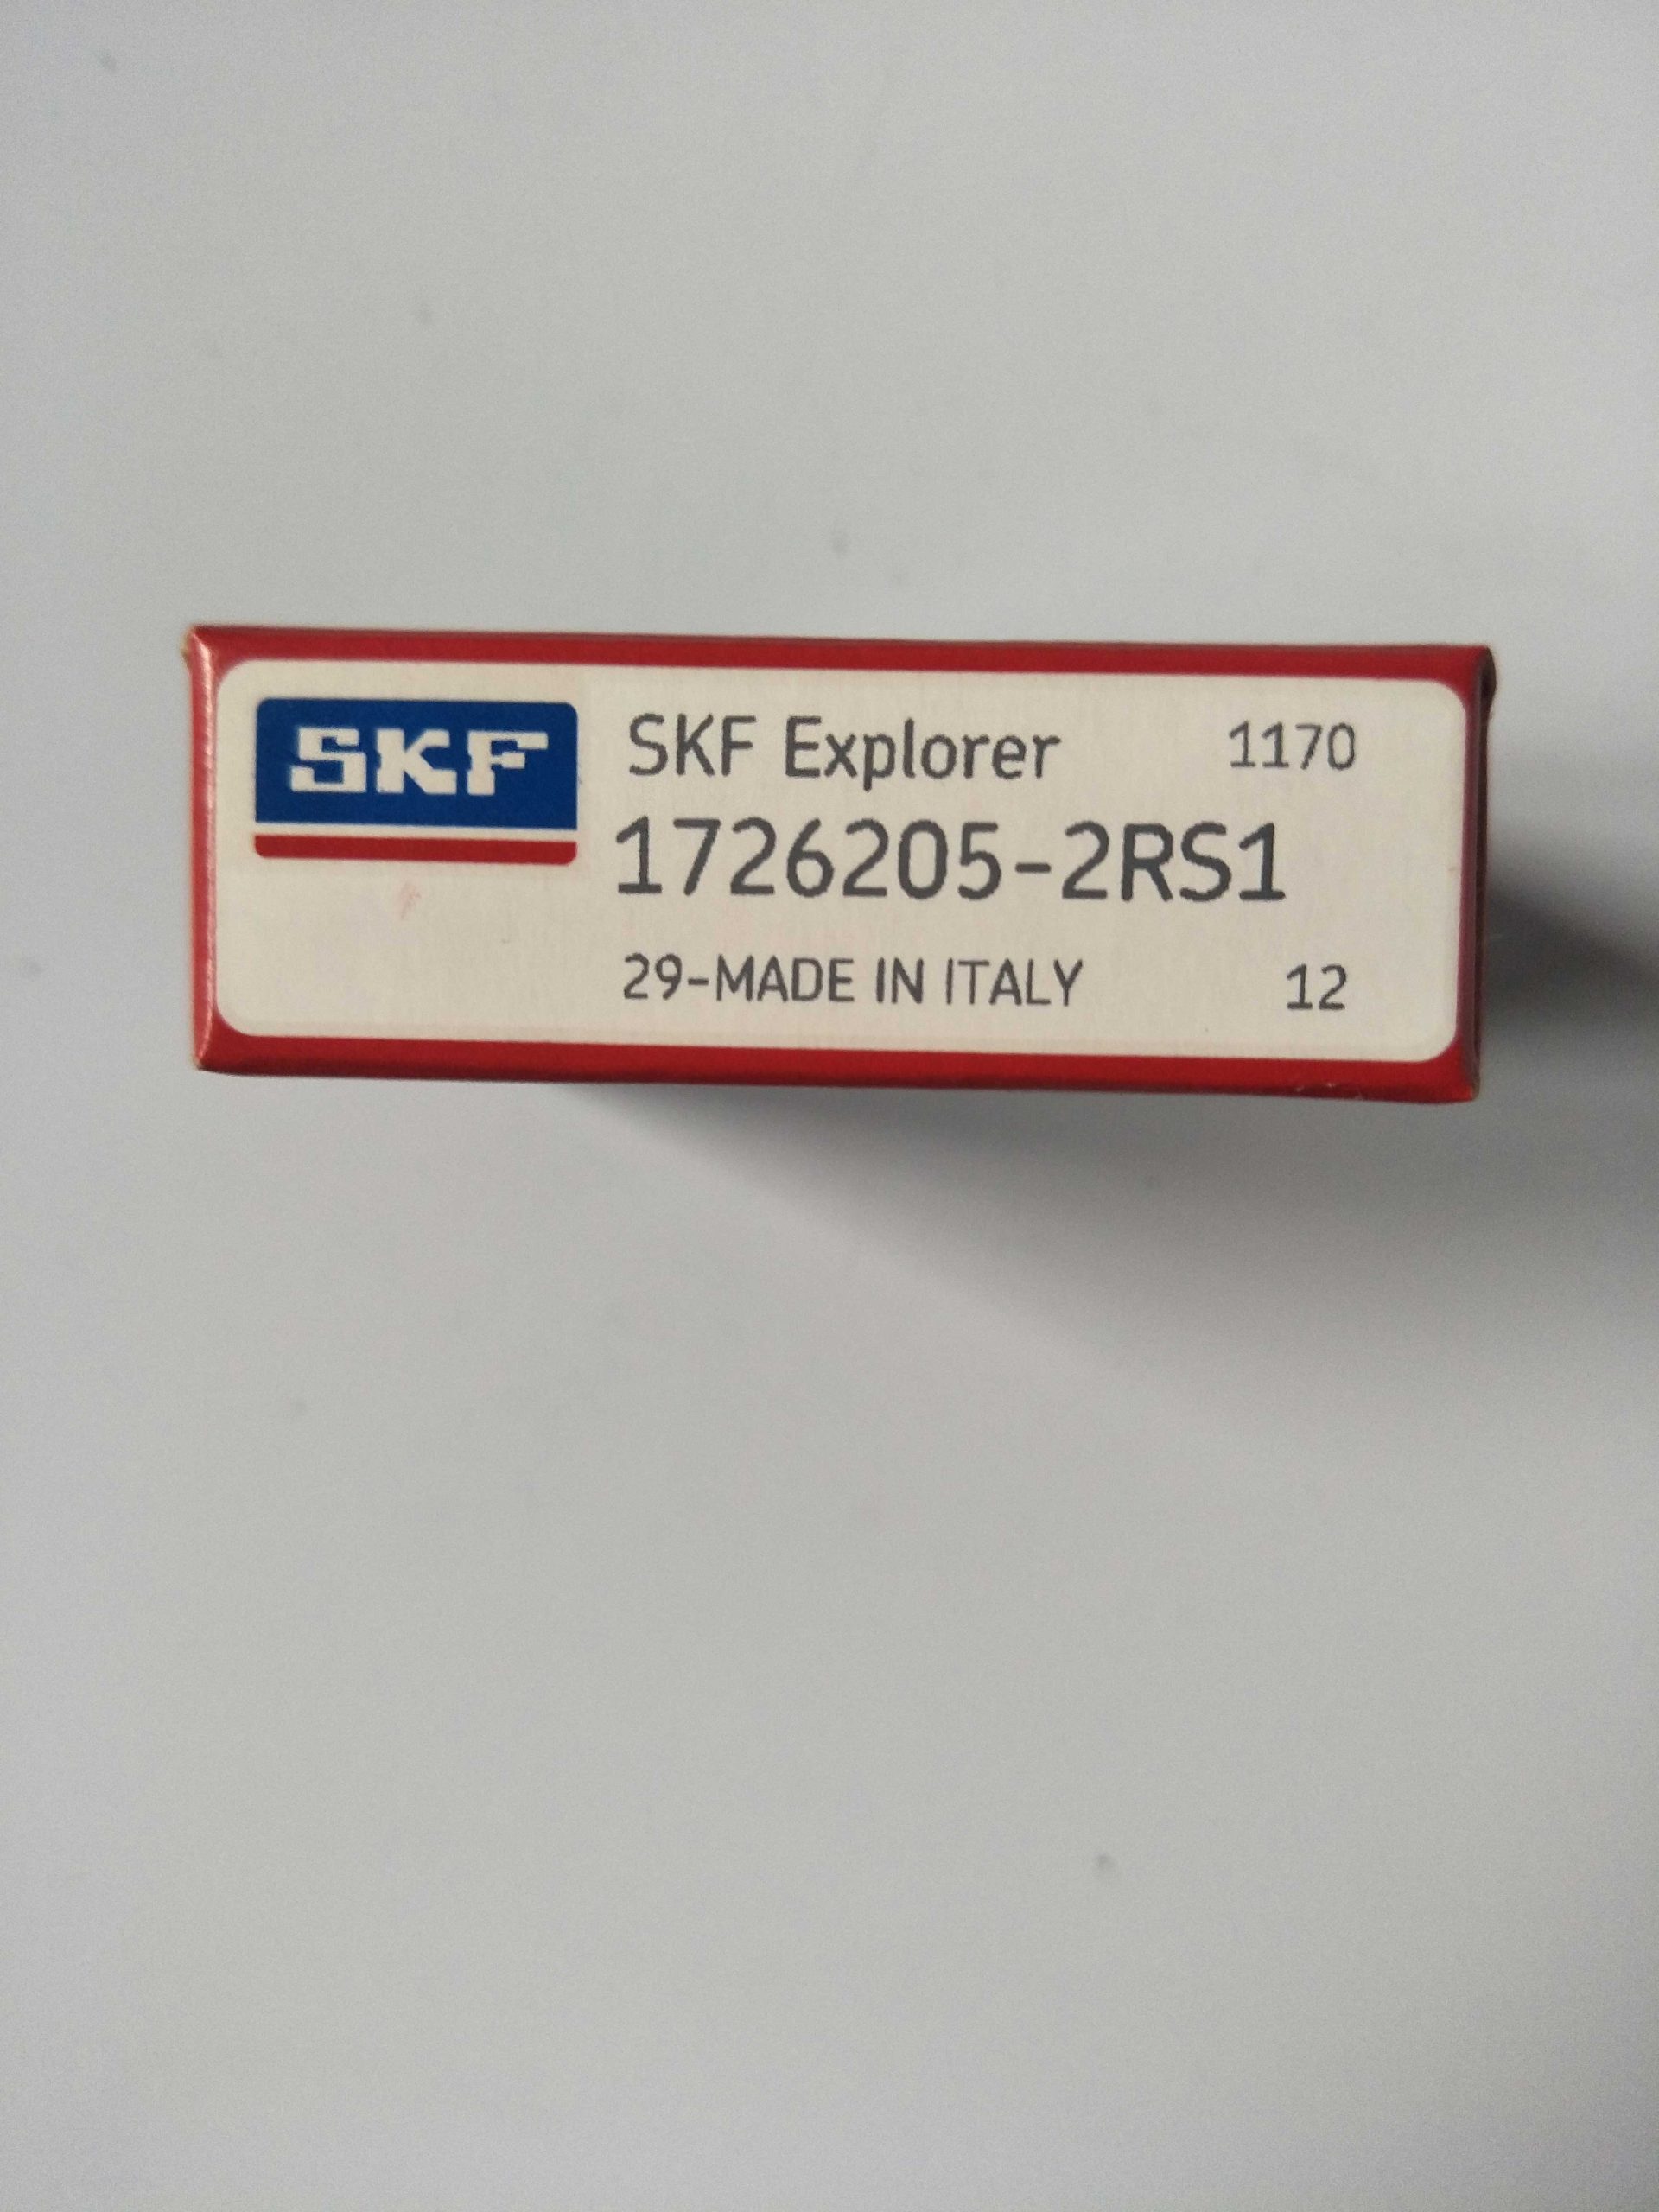 SKF
SKF Explorer 1170
1726205-2RS1
29-MADE IN ITALY 12